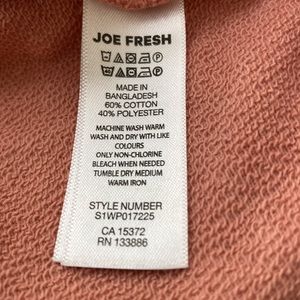 JOE FRESH
MADE IN
BANGLADESH
60% COTTON
40% POLYESTER
MACHINE WASH WARM
WASH AND DRY WITH LIKE
COLOURS
ONLY NON-CHLORINE
BLEACH WHEN NEEDED
TUMBLE DRY MEDIUM
WARM IRON
STYLE NUMBER
S1WP017225
CA 15372
RN 133886